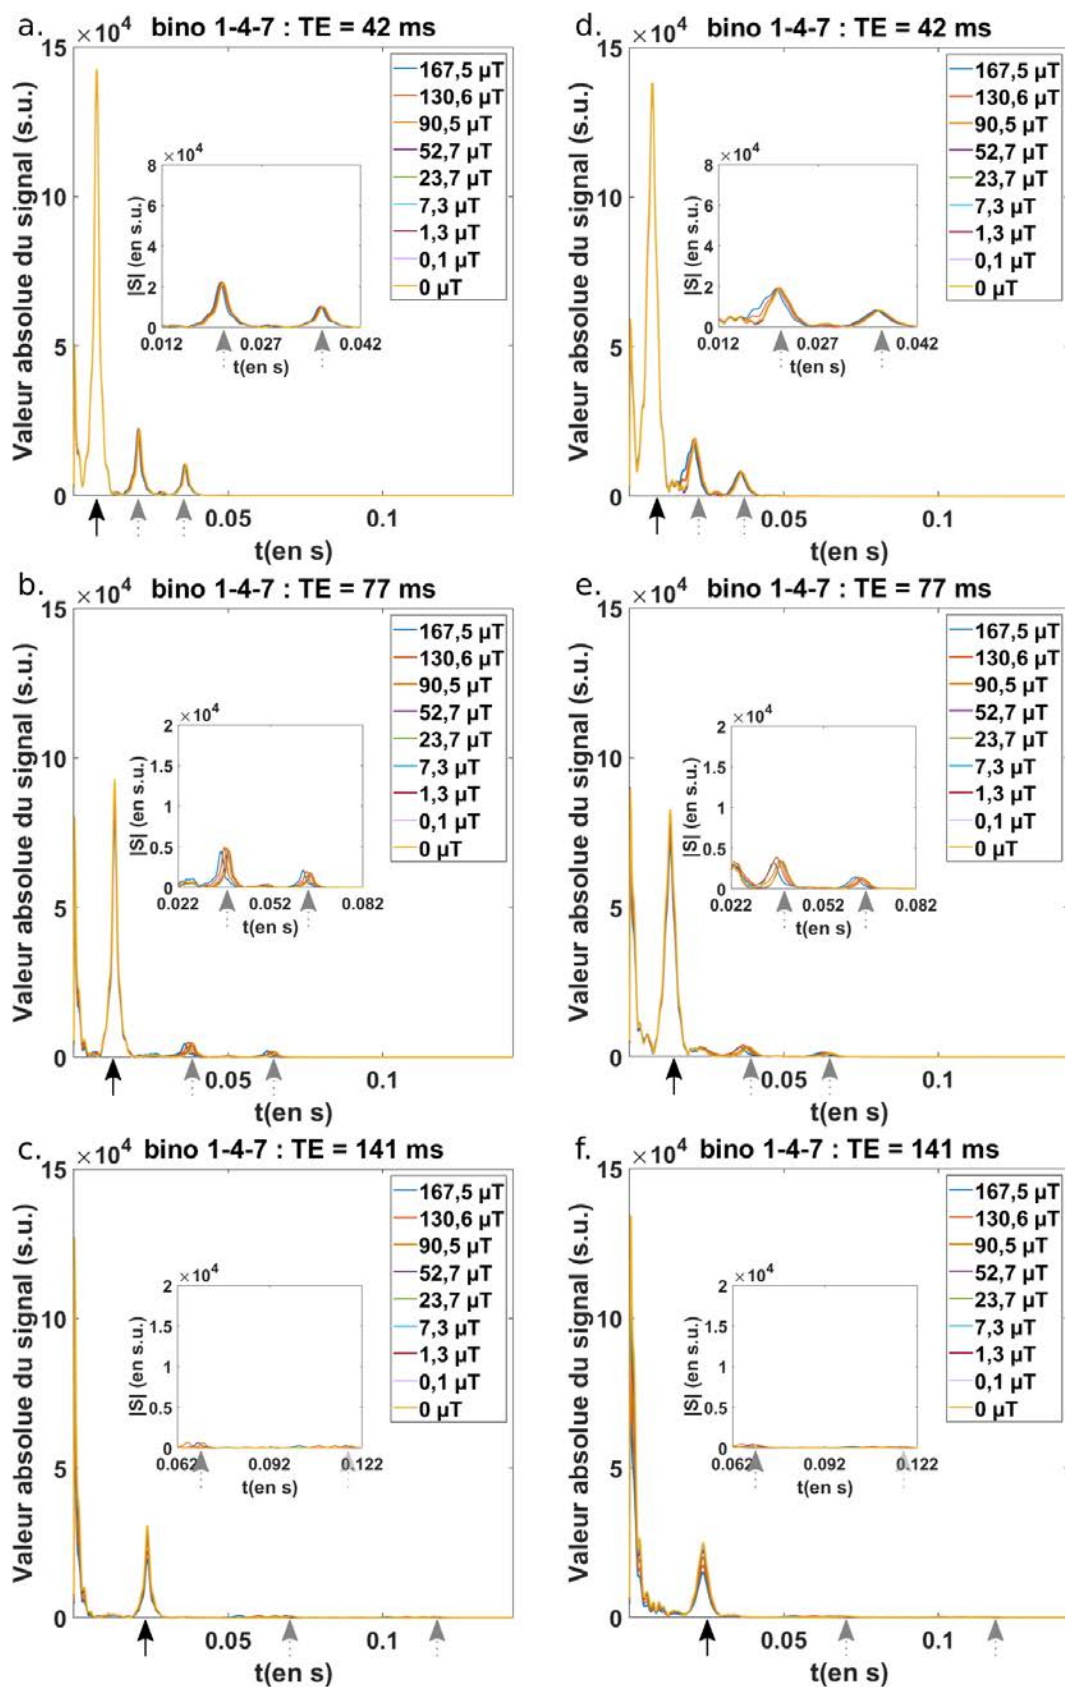 a.
×10⁴ bino 1-4-7 : TE = 42 ms
Valeur absolue du signal (s.u.)
15
10
5
0
0.05
0.1
t(en s)
167,5 µT
130,6 µT
90,5 µT
52,7 µT
23,7 µT
7,3 µT
1,3 µT
0,1 µT
0 µT
×10⁴
|S| (en s.u.)
8
6
4
2
0
0.012
0.027
0.042
t(en s)
d.
×10⁴ bino 1-4-7 : TE = 42 ms
Valeur absolue du signal (s.u.)
15
10
5
0
0.05
0.1
t(en s)
167,5 µT
130,6 µT
90,5 µT
52,7 µT
23,7 µT
7,3 µT
1,3 µT
0,1 µT
0 µT
×10⁴
|S| (en s.u.)
8
6
4
2
0
0.012
0.027
0.042
t(en s)
b.
×10⁴ bino 1-4-7 : TE = 77 ms
Valeur absolue du signal (s.u.)
15
10
5
0
0.05
0.1
t(en s)
167,5 µT
130,6 µT
90,5 µT
52,7 µT
23,7 µT
7,3 µT
1,3 µT
0,1 µT
0 µT
×10⁴
|S| (en s.u.)
2
1.5
1
0.5
0
0.022
0.052
0.082
t(en s)
e.
×10⁴ bino 1-4-7 : TE = 77 ms
Valeur absolue du signal (s.u.)
15
10
5
0
0.05
0.1
t(en s)
167,5 µT
130,6 µT
90,5 µT
52,7 µT
23,7 µT
7,3 µT
1,3 µT
0,1 µT
0 µT
×10⁴
|S| (en s.u.)
2
1.5
1
0.5
0
0.022
0.052
0.082
t(en s)
c.
×10⁴ bino 1-4-7 : TE = 141 ms
Valeur absolue du signal (s.u.)
15
10
5
0
0.05
0.1
t(en s)
167,5 µT
130,6 µT
90,5 µT
52,7 µT
23,7 µT
7,3 µT
1,3 µT
0,1 µT
0 µT
×10⁴
|S| (en s.u.)
2
1.5
1
0.5
0
0.062
0.092
0.122
t(en s)
f.
×10⁴ bino 1-4-7 : TE = 141 ms
Valeur absolue du signal (s.u.)
15
10
5
0
0.05
0.1
t(en s)
167,5 µT
130,6 µT
90,5 µT
52,7 µT
23,7 µT
7,3 µT
1,3 µT
0,1 µT
0 µT
×10⁴
|S| (en s.u.)
2
1.5
1
0.5
0
0.062
0.092
0.122
t(en s)